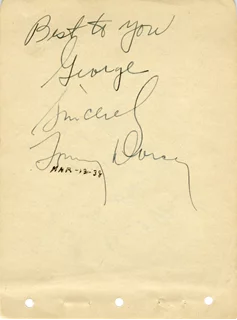 Best to you
George
Sincerely
Tommy Dorsey
MAR-12-38